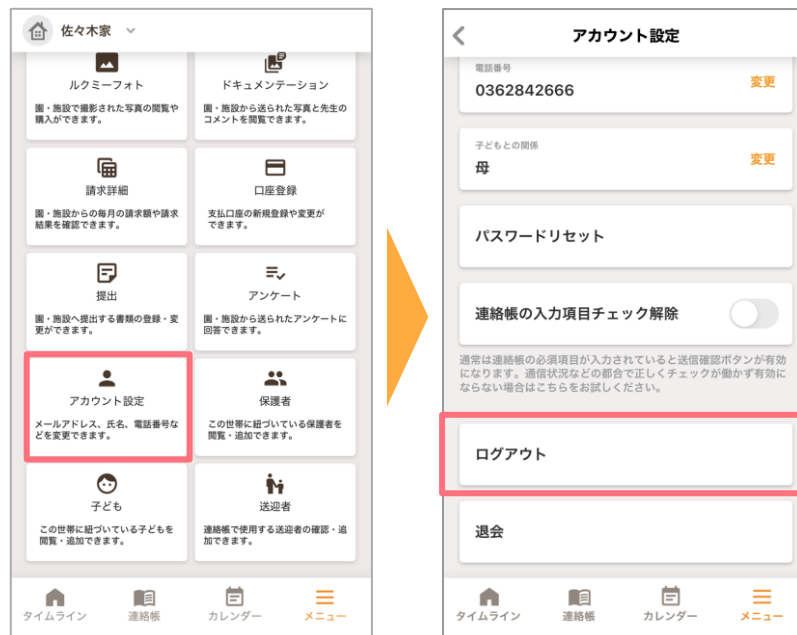 佐々木家
ルクミーフォト
園・施設で撮影された写真の閲覧や
購入ができます。
ドキュメンテーション
園・施設から送られた写真と先生の
コメントを閲覧できます。
請求詳細
園・施設からの毎月の請求額や請求
結果を確認できます。
口座登録
支払口座の新規登録や変更が
できます。
提出
園・施設へ提出する書類の登録・変
更ができます。
アンケート
園・施設から送られたアンケートに
回答できます。
アカウント設定
メールアドレス、氏名、電話番号な
どを変更できます。
保護者
この世帯に紐づいている保護者を
閲覧・追加できます。
子ども
この世帯に紐づいている子どもを
閲覧・追加できます。
送迎者
連絡帳で使用する送迎者の確認・追
加できます。
タイムライン
連絡帳
カレンダー
メニュー
アカウント設定
電話番号
0362842666
変更
子どもとの関係
母
変更
パスワードリセット
連絡帳の入力項目チェック解除
通常は連絡帳の必須項目が入力されていると送信確認ボタンが有効
になります。通信状況などの都合で正しくチェックが働かず有効に
ならない場合はこちらをお試しください。
ログアウト
退会
タイムライン
連絡帳
カレンダー
メニュー